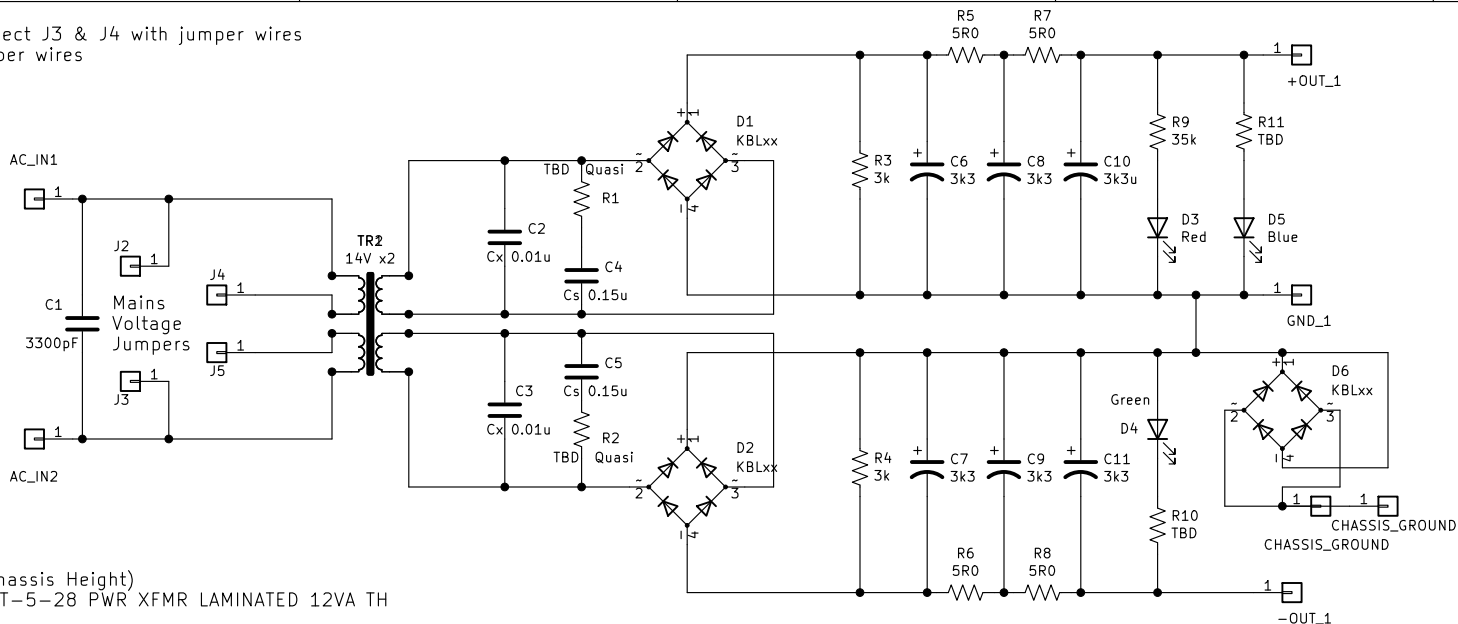 ect J3 & J4 with jumper wires
per wires
R5
5R0
R7
5R0
1
+OUT_1
AC_IN1
1
C1
3300pF
J2
1
Mains
Voltage
Jumpers
J3
1
J4
1
J5
1
AC_IN2
1
14V x2
C2
Cx 0.01u
TBD Quasi
R1
C4
Cs 0.15u
C3
Cx 0.01u
C5
Cs 0.15u
R2
TBD Quasi
D1
KBLxx
+ 1
~ 2
~ 3
- 4
D2
KBLxx
+ 1
~ 2
~ 3
- 4
R3
3k
+
C6
3k3
+
C8
3k3
+
C10
3k3u
R9
35k
D3
Red
R11
TBD
D5
Blue
1
GND_1
R4
3k
+
C7
3k3
+
C9
3k3
+
C11
3k3
Green
D4
R10
TBD
D6
KBLxx
+ 1
~ 2
~ 3
- 4
1
1
CHASSIS_GROUND
CHASSIS_GROUND
R6
5R0
R8
5R0
1
-OUT_1
hassis Height)
T-5-28 PWR XFMR LAMINATED 12VA TH